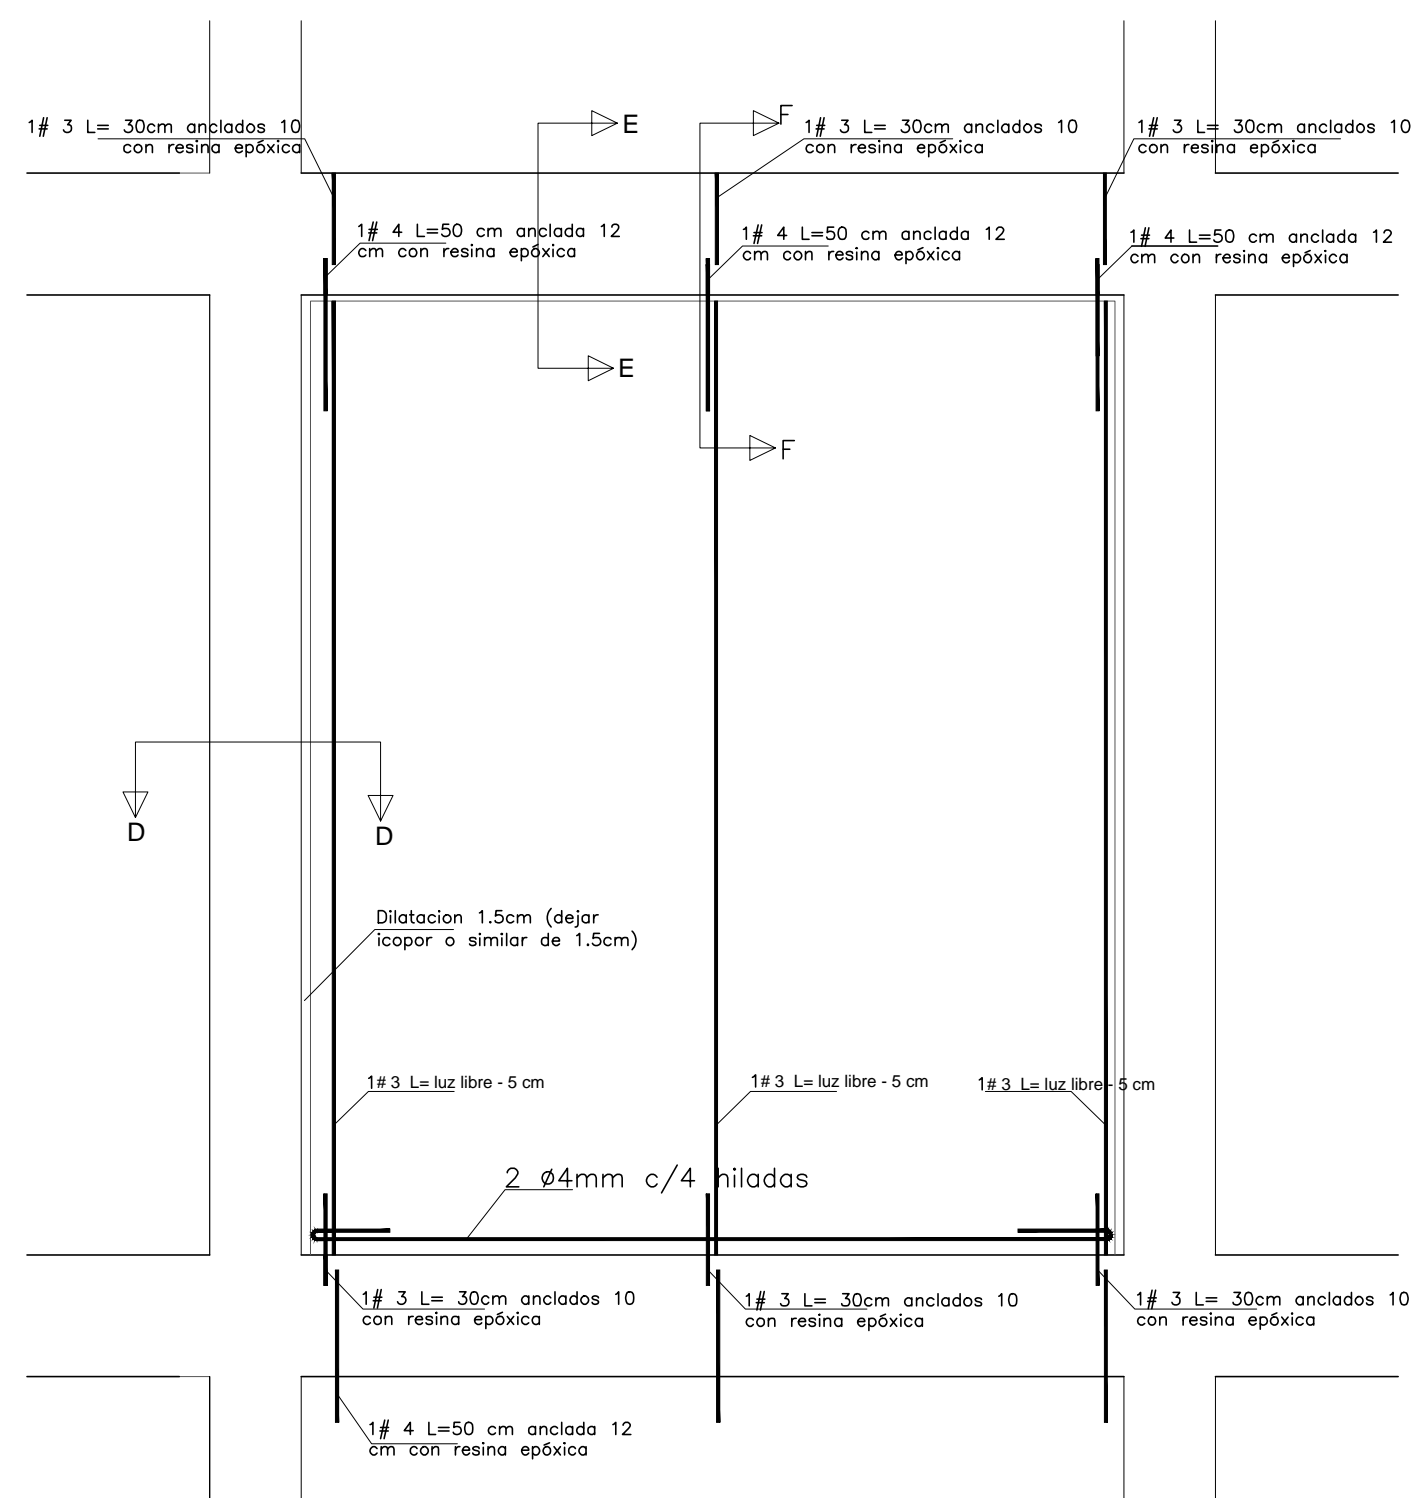 F
E
1# 3 L= 30cm anclados 10
con resina epóxica
1# 3 L= 30cm anclados 10
con resina epóxica
1# 3 L= 30cm anclados 10
con resina epóxica
1# 4 L=50 cm anclada 12
cm con resina epóxica
1# 4 L=50 cm anclada 12
cm con resina epóxica
1# 4 L=50 cm anclada 12
cm con resina epóxica
E
F
D
D
Dilatacion 1.5cm (dejar
icopor o similar de 1.5cm)
1# 3 L= luz libre - 5 cm
1# 3 L= luz libre - 5 cm
1# 3 L= luz libre - 5 cm
2 ø4mm c/4 hiladas
1# 3 L= 30cm anclados 10
con resina epóxica
1# 3 L= 30cm anclados 10
con resina epóxica
1# 3 L= 30cm anclados 10
con resina epóxica
1# 4 L=50 cm anclada 12
cm con resina epóxica